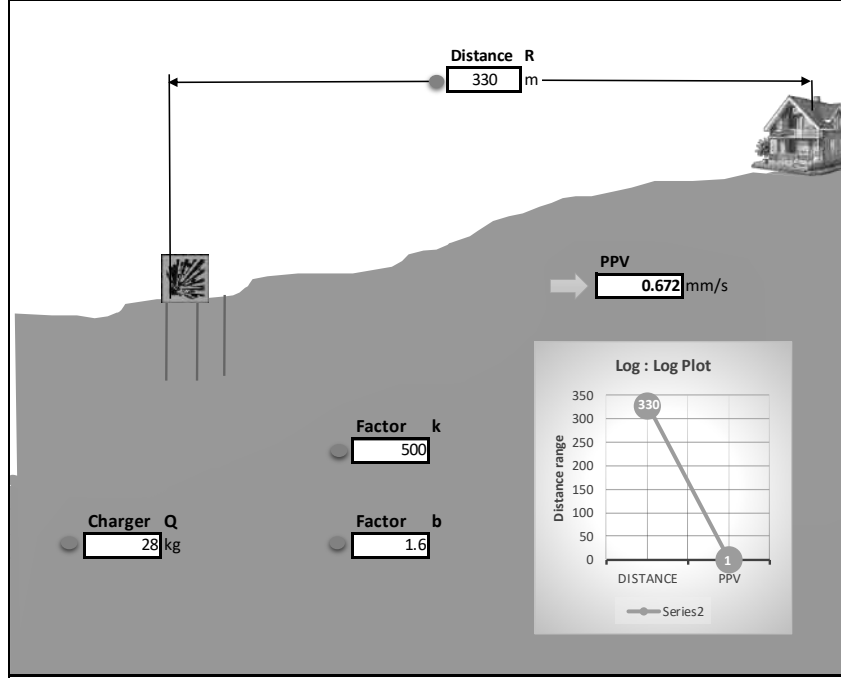 Distance R
330 m
PPV
0.672 mm/s
Log : Log Plot
350
300
250
200
150
100
50
0
Distance range
330
1
DISTANCE PPV
Series2
Factor k
500
Charger Q
28 kg
Factor b
1.6